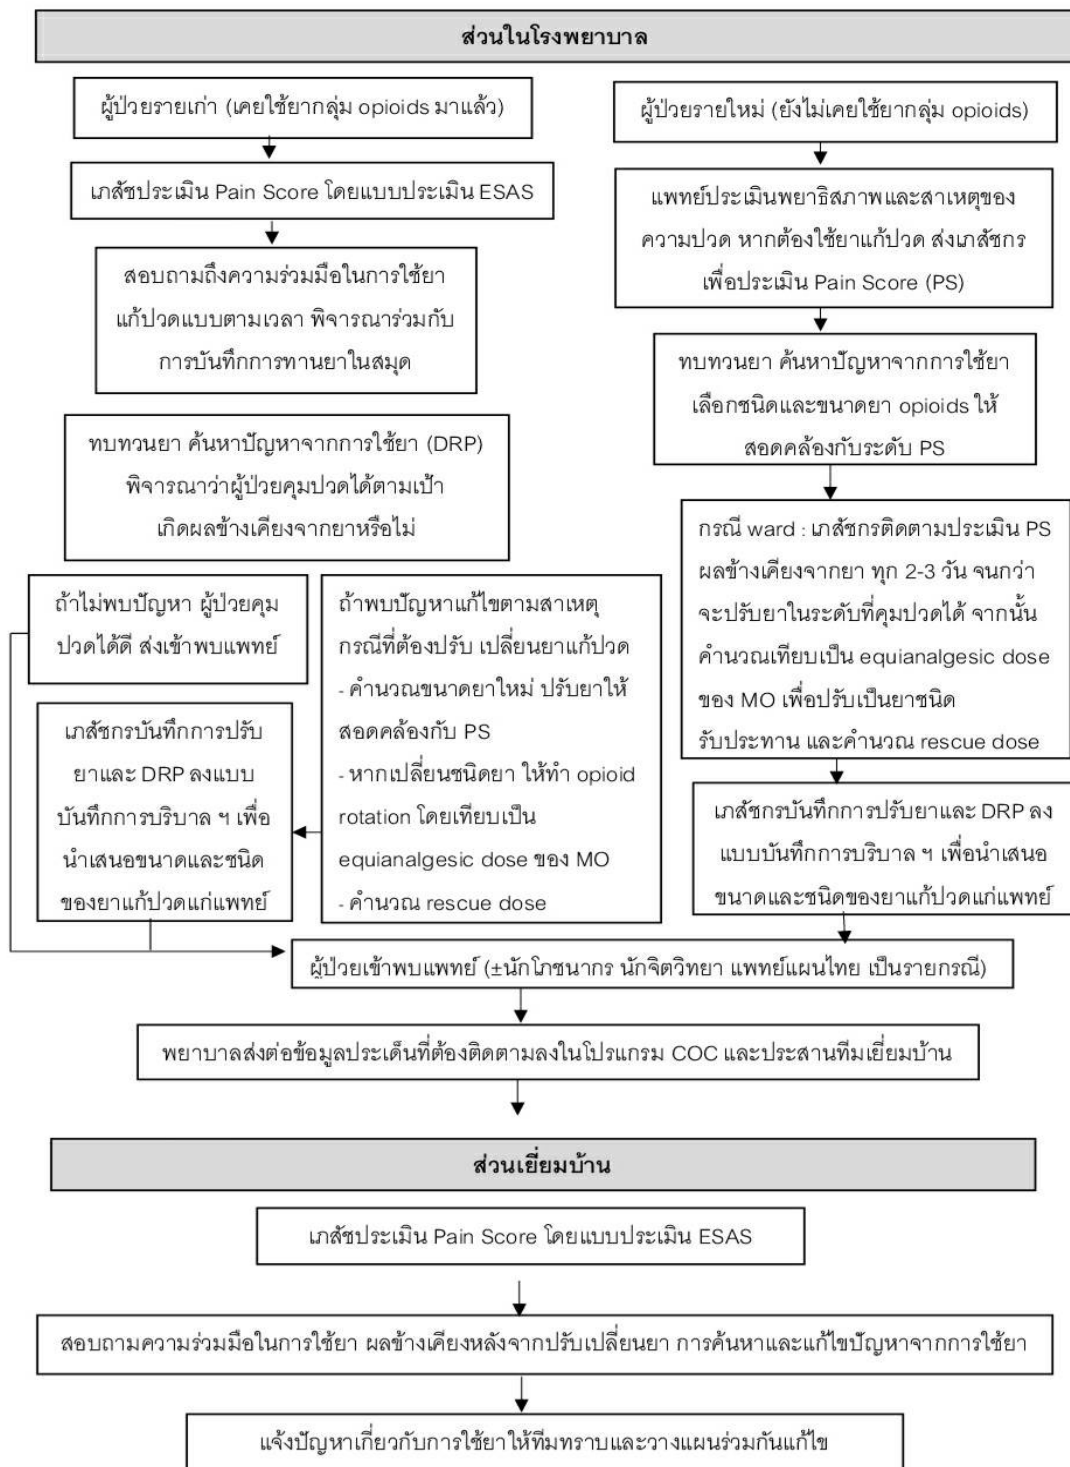 ส่วนในโรงพยาบาล
ผู้ป่วยรายเก่า (เคยใช้ยากลุ่ม opioids มาแล้ว)
เภสัชประเมิน Pain Score โดยแบบประเมิน ESAS
สอบถามถึงความร่วมมือในการใช้ยา
แก้ปวดแบบตามเวลา พิจารณาร่วมกับ
การบันทึกการทานยาในสมุด
ทบทวนยา ค้นหาปัญหาจากการใช้ยา (DRP)
พิจารณาว่าผู้ป่วยคุมปวดได้ตามเป้า
เกิดผลข้างเคียงจากยาหรือไม่
ถ้าไม่พบปัญหา ผู้ป่วยคุม
ปวดได้ดี ส่งเข้าพบแพทย์
ถ้าพบปัญหาแก้ไขตามสาเหตุ
กรณีที่ต้องปรับ เปลี่ยนยาแก้ปวด
- คำนวณขนาดยาใหม่ ปรับยาให้
สอดคล้องกับ PS
- หากเปลี่ยนชนิดยา ให้ทำ opioid
rotation โดยเทียบเป็น
equianalgesic dose ของ MO
- คำนวณ rescue dose
เภสัชกรบันทึกการปรับ
ยาและ DRP ลงแบบ
บันทึกการบริบาล ฯ เพื่อ
นำเสนอขนาดและชนิด
ของยาแก้ปวดแก่แพทย์
ผู้ป่วยรายใหม่ (ยังไม่เคยใช้ยากลุ่ม opioids)
แพทย์ประเมินพยาธิสภาพและสาเหตุของ
ความปวด หากต้องใช้ยาแก้ปวด ส่งเภสัชกร
เพื่อประเมิน Pain Score (PS)
ทบทวนยา ค้นหาปัญหาจากการใช้ยา
เลือกชนิดและขนาดยา opioids ให้
สอดคล้องกับระดับ PS
กรณี ward : เภสัชกรติดตามประเมิน PS
ผลข้างเคียงจากยา ทุก 2-3 วัน จนกว่า
จะปรับยาในระดับที่คุมปวดได้ จากนั้น
คำนวณเทียบเป็น equianalgesic dose
ของ MO เพื่อปรับเป็นยาชนิด
รับประทาน และคำนวณ rescue dose
เภสัชกรบันทึกการปรับยาและ DRP ลง
แบบบันทึกการบริบาล ฯ เพื่อนำเสนอ
ขนาดและชนิดของยาแก้ปวดแก่แพทย์
ผู้ป่วยเข้าพบแพทย์ (±นักโภชนากร นักจิตวิทยา แพทย์แผนไทย เป็นรายกรณี)
พยาบาลส่งต่อข้อมูลประเด็นที่ต้องติดตามลงในโปรแกรม COC และประสานทีมเยี่ยมบ้าน
ส่วนเยี่ยมบ้าน
เภสัชประเมิน Pain Score โดยแบบประเมิน ESAS
สอบถามความร่วมมือในการใช้ยา ผลข้างเคียงหลังจากปรับเปลี่ยนยา การค้นหาและแก้ไขปัญหาจากการใช้ยา
แจ้งปัญหาเกี่ยวกับการใช้ยาให้ทีมทราบและวางแผนร่วมกันแก้ไข